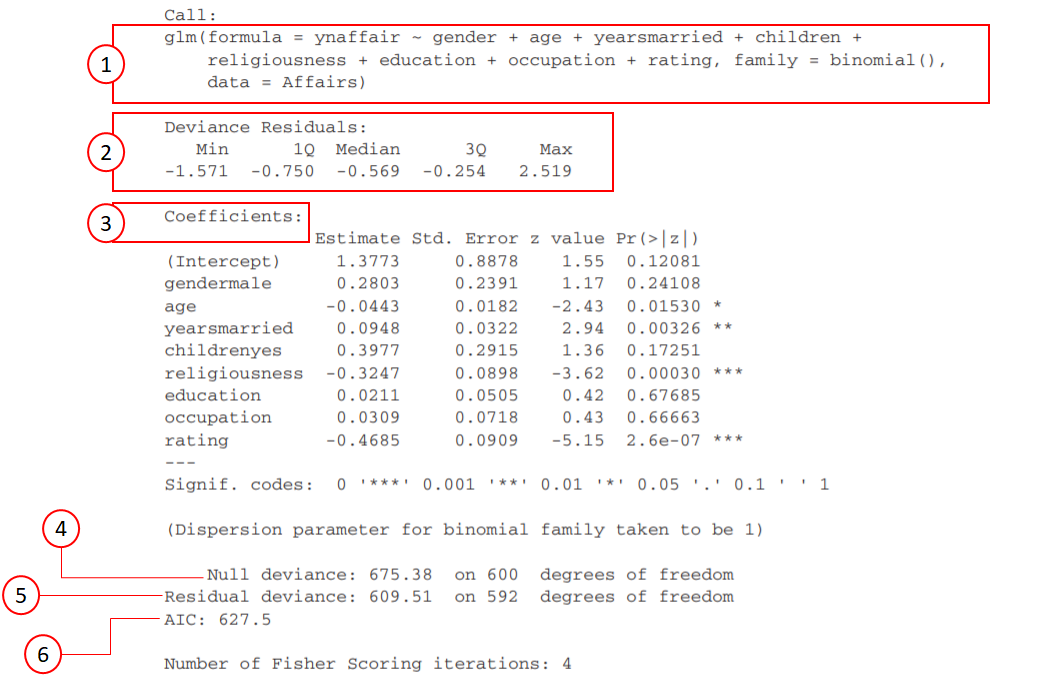 Call:
glm(formula = ynaffair ~ gender + age + yearsmarried + children +
1
religiousness + education + occupation + rating, family = binomial(),
data = Affairs)
Deviance Residuals:
2
Min 1Q Median 3Q Max
-1.571 -0.750 -0.569 -0.254 2.519
3
Coefficients:
Estimate Std. Error z value Pr(>|z|)
(Intercept) 1.3773 0.8878 1.55 0.12081
gendermale 0.2803 0.2391 1.17 0.24108
age -0.0443 0.0182 -2.43 0.01530 *
yearsmarried 0.0948 0.0322 2.94 0.00326 **
childrenyes 0.3977 0.2915 1.36 0.17251
religiousness -0.3247 0.0898 -3.62 0.00030 ***
education 0.0211 0.0505 0.42 0.67685
occupation 0.0309 0.0718 0.43 0.66663
rating -0.4685 0.0909 -5.15 2.6e-07 ***
---
Signif. codes: 0 '***' 0.001 '**' 0.01 '*' 0.05 '.' 0.1 ' ' 1
(Dispersion parameter for binomial family taken to be 1)
4
Null deviance: 675.38 on 600 degrees of freedom
5
Residual deviance: 609.51 on 592 degrees of freedom
AIC: 627.5
6
Number of Fisher Scoring iterations: 4